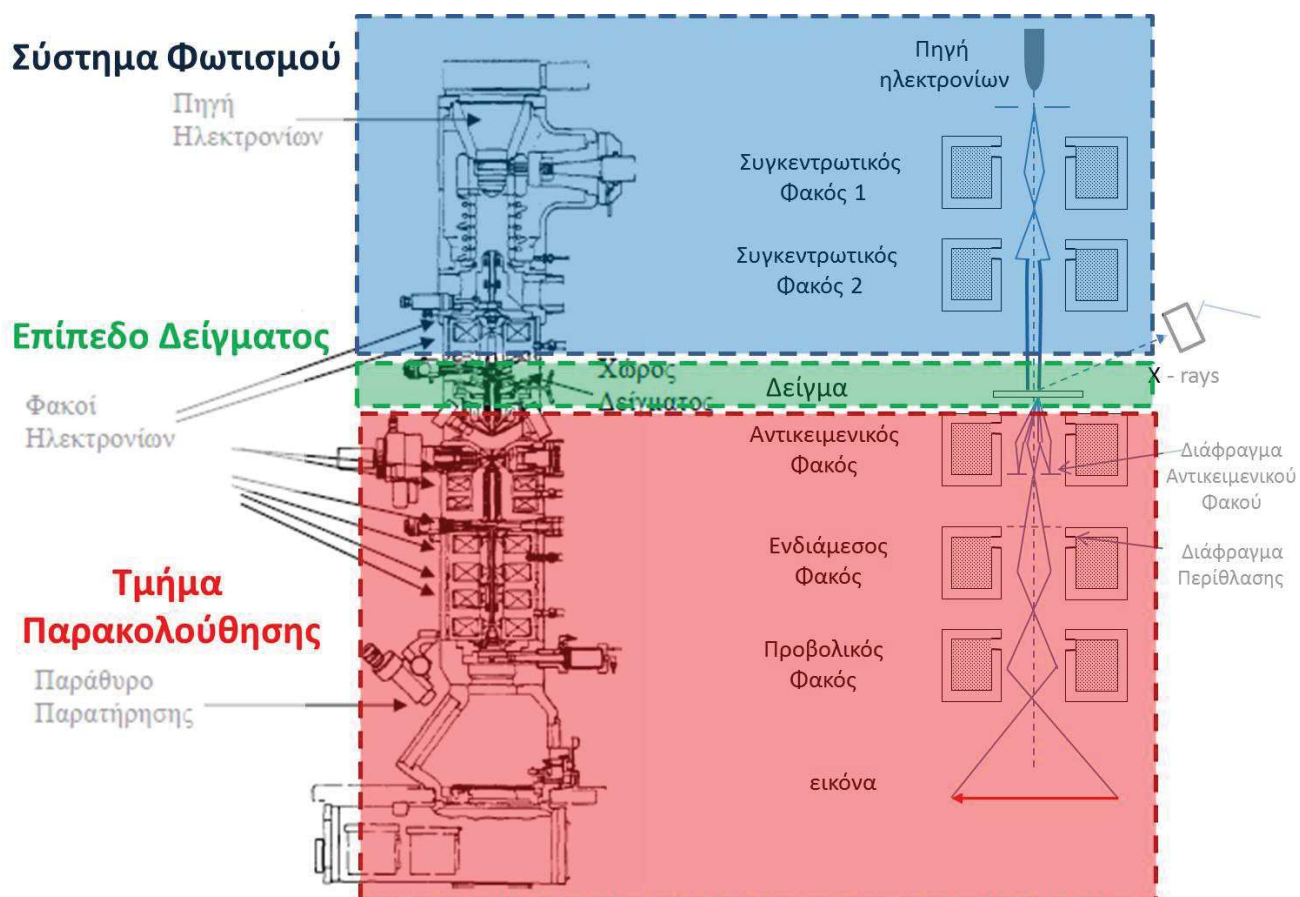 Σύστημα Φωτισμού
Πηγή
Ηλεκτρονίων
Πηγή
ηλεκτρονίων
Συγκεντρωτικός
Φακός 1
Συγκεντρωτικός
Φακός 2
Επίπεδο Δείγματος
Χώρος
Δείγματος
Δείγμα
X - rays
Φακοί
Ηλεκτρονίων
Αντικειμενικός
Φακός
Διάφραγμα
Αντικειμενικού
Φακού
Ενδιάμεσος
Φακός
Διάφραγμα
Περίθλασης
Τμήμα
Παρακολούθησης
Προβολικός
Φακός
Παράθυρο
Παρατήρησης
εικόνα